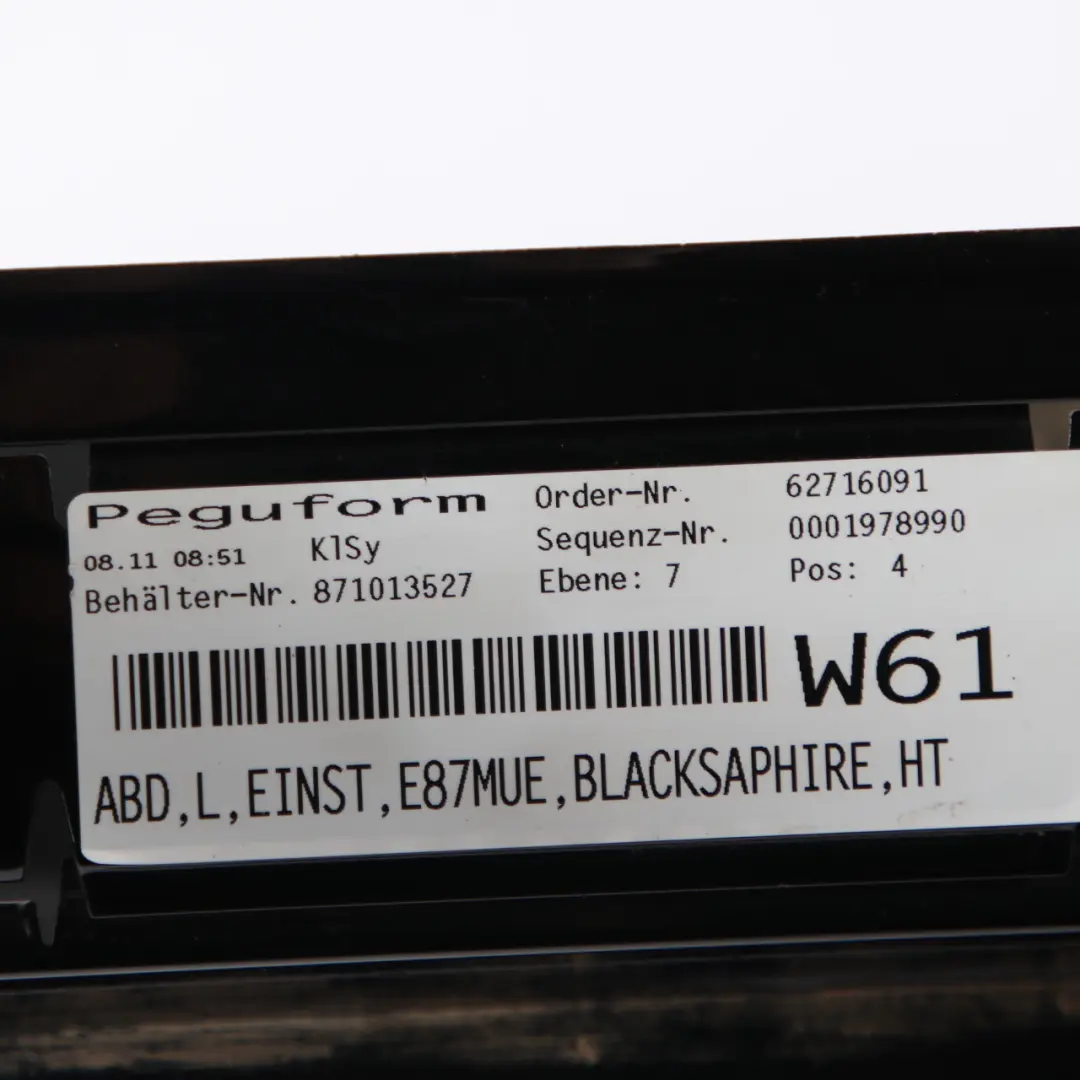 Peguform
08.11 08:51 KlSy
Behälter-Nr. 871013527
Order-Nr. 62716091
Sequenz-Nr. 0001978990
Ebene: 7 Pos: 4
W61
ABD,L,EINST,E87MUE,BLACKSAPHIRE,HT